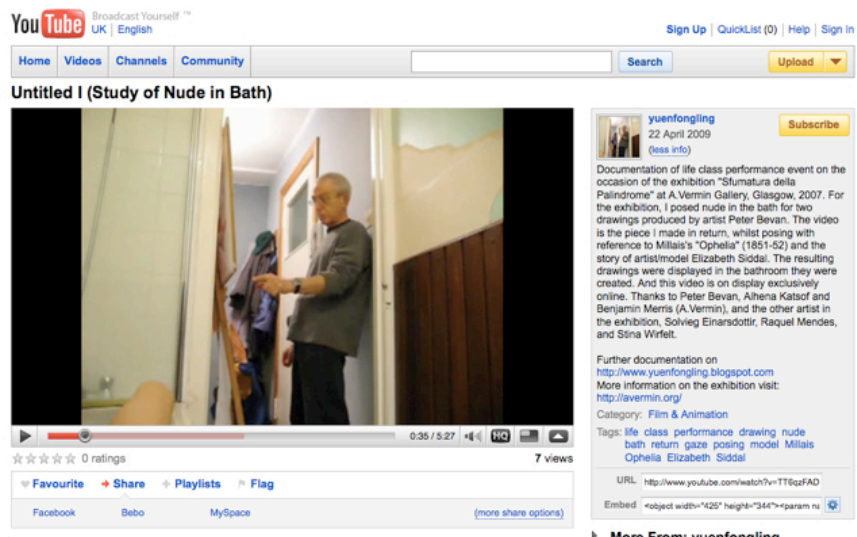 You Tube Broadcast Yourself ™
UK | English
Sign Up | QuickList (0) | Help | Sign In
Home Videos Channels Community
Search
Upload
Untitled I (Study of Nude in Bath)
0:35 / 5:27 HQ
0 ratings
7 views
Favourite Share Playlists Flag
Facebook Bebo MySpace (more share options)
yuenfongling
22 April 2009
(less info)
Subscribe
Documentation of life class performance event on the
occasion of the exhibition "Sfumatura della
Palindrome" at A.Vermin Gallery, Glasgow, 2007. For
the exhibition, I posed nude in the bath for two
drawings produced by artist Peter Bevan. The video
is the piece I made in return, whilst posing with
reference to Millais's "Ophelia" (1851-52) and the
story of artist/model Elizabeth Siddal. The resulting
drawings were displayed in the bathroom they were
created. And this video is on display exclusively
online. Thanks to Peter Bevan, Alhena Katsof and
Benjamin Merris (A.Vermin), and the other artist in
the exhibition, Solvieg Einarsdottir, Raquel Mendes,
and Stina Wirfelt.
Further documentation on
http://www.yuenfongling.blogspot.com
More information on the exhibition visit:
http://avermin.org/
Category: Film & Animation
Tags: life class performance drawing nude
bath return gaze posing model Millais
Ophelia Elizabeth Siddal
URL http://www.youtube.com/watch?v=TT6qzFAD
Embed <object width="425" height="344"><param na
More From: yuenfongling